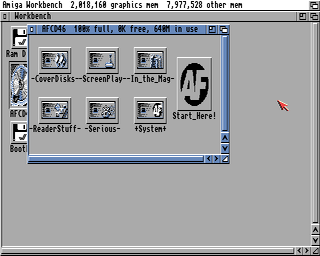 Amiga Workbench 2,018,160 graphics mem 7,977,528 other mem
Workbench
AFCD46 100% full, 0K free, 640M in use
Ram D
-CoverDisks-
-ScreenPlay-
-In_the_Mag-
AFCD
-ReaderStuff-
-Serious-
+System+
AF
Start_Here!
Boot